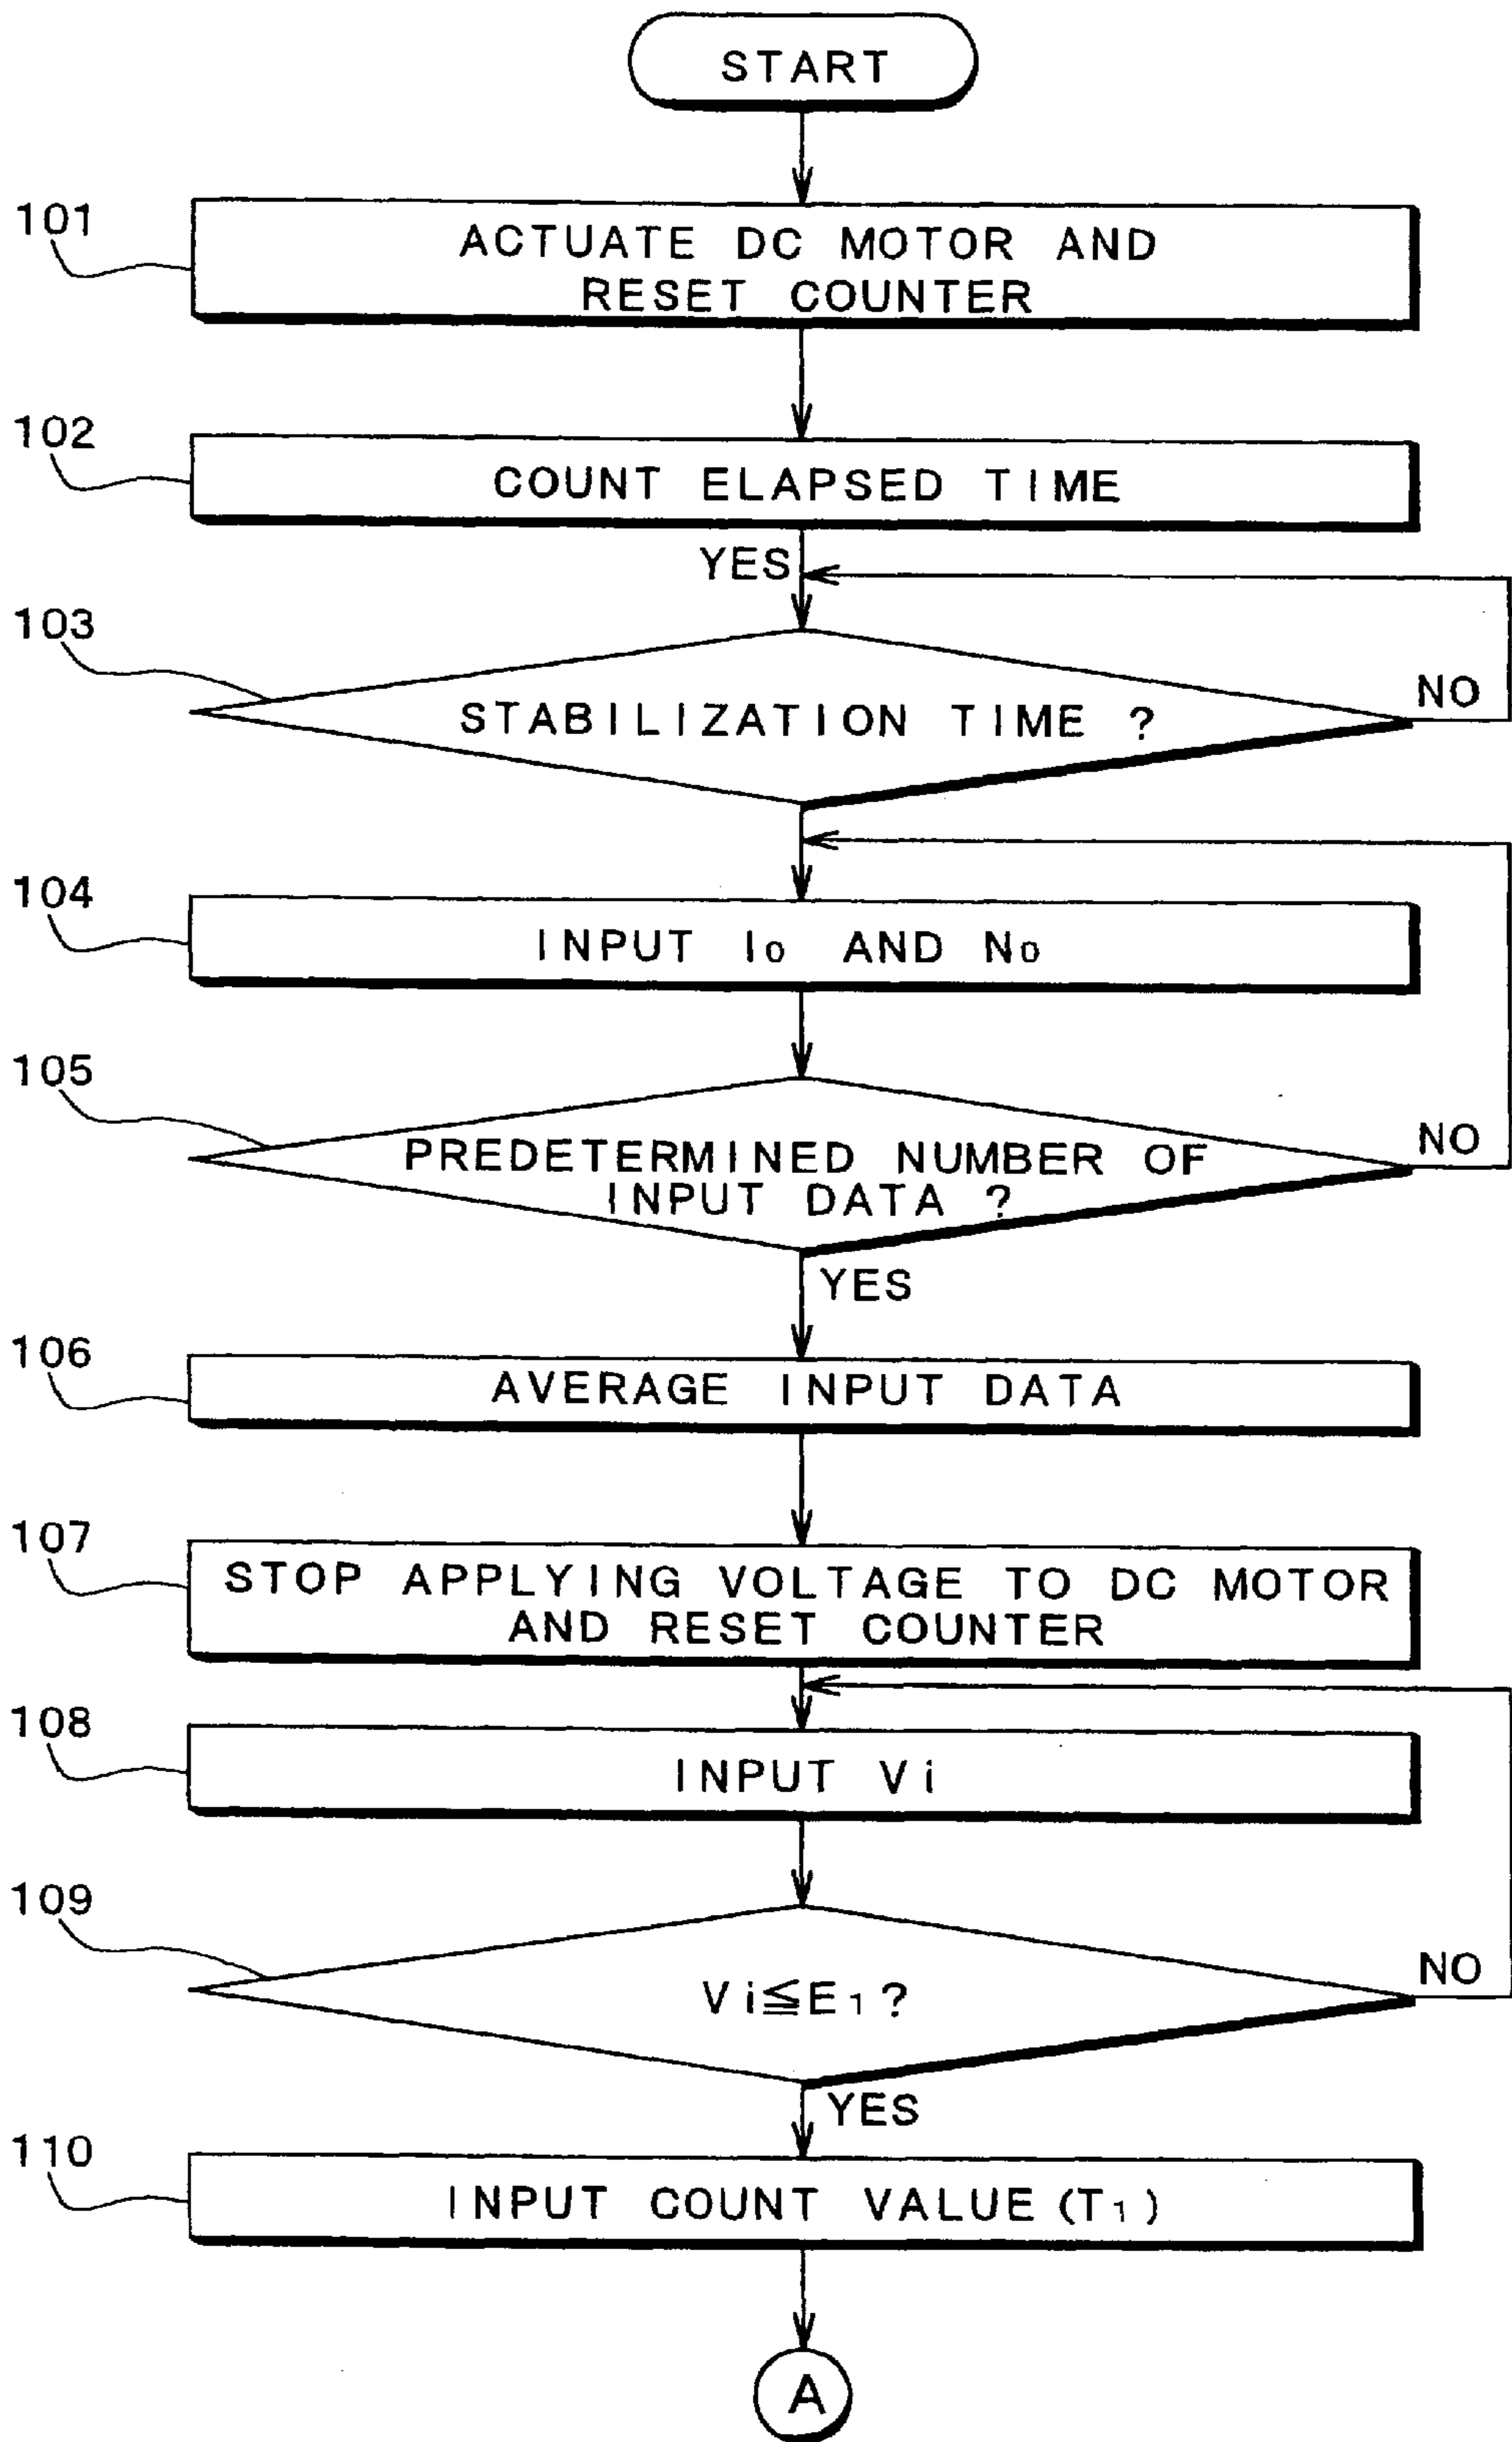 START
101
ACTUATE DC MOTOR AND
RESET COUNTER
102
COUNT ELAPSED TIME
YES
103
STABILIZATION TIME ?
NO
104
INPUT I₀ AND N₀
105
PREDETERMINED NUMBER OF
INPUT DATA ?
NO
YES
106
AVERAGE INPUT DATA
107
STOP APPLYING VOLTAGE TO DC MOTOR
AND RESET COUNTER
108
INPUT Vi
109
Vi≦E₁?
NO
YES
110
INPUT COUNT VALUE (T₁)
A